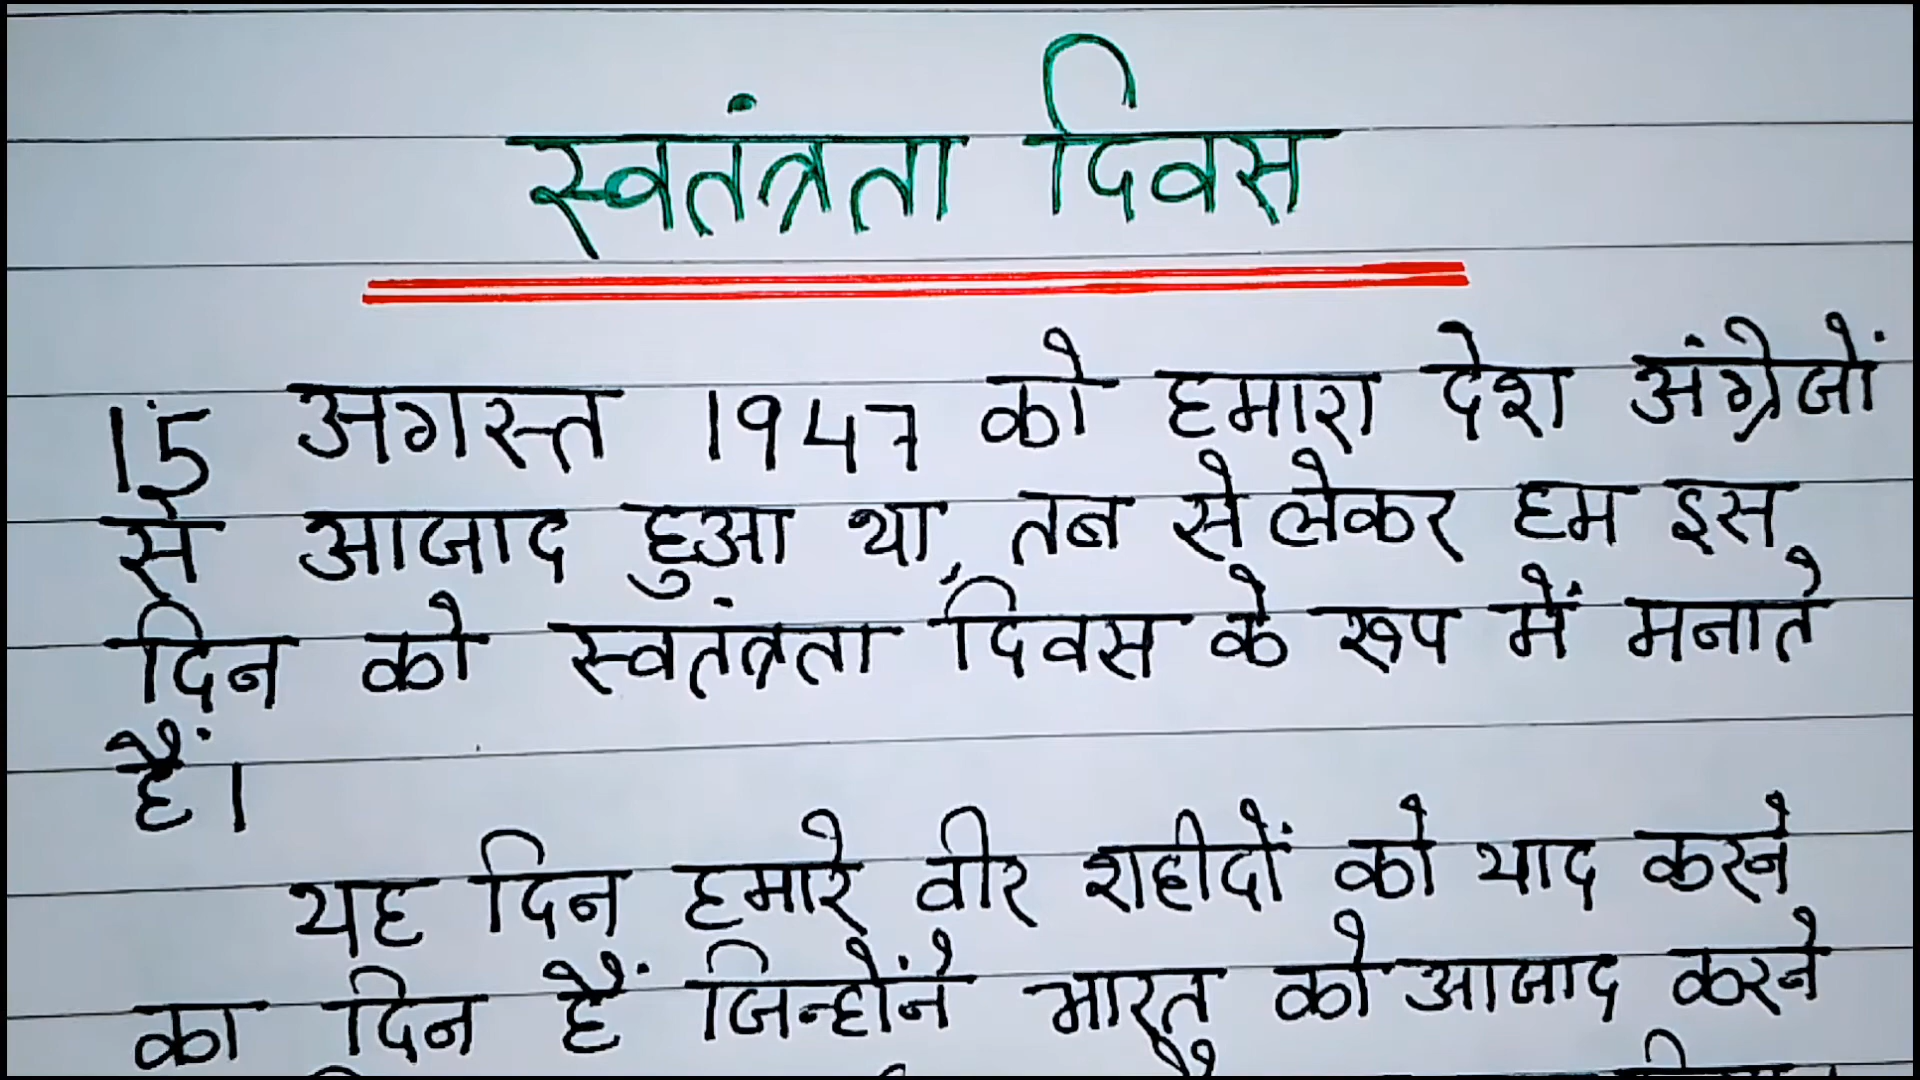 स्वतंत्रता दिवस
15 अगस्त 1947 को हमारा देश अंग्रेजों
से आजाद हुआ था, तब से लेकर हम इस
दिन को स्वतंत्रता दिवस के रूप में मनाते
हैं।
यह दिन हमारे वीर शहीदों को याद करने
का दिन हैं जिन्होंने भारत को आजाद करने